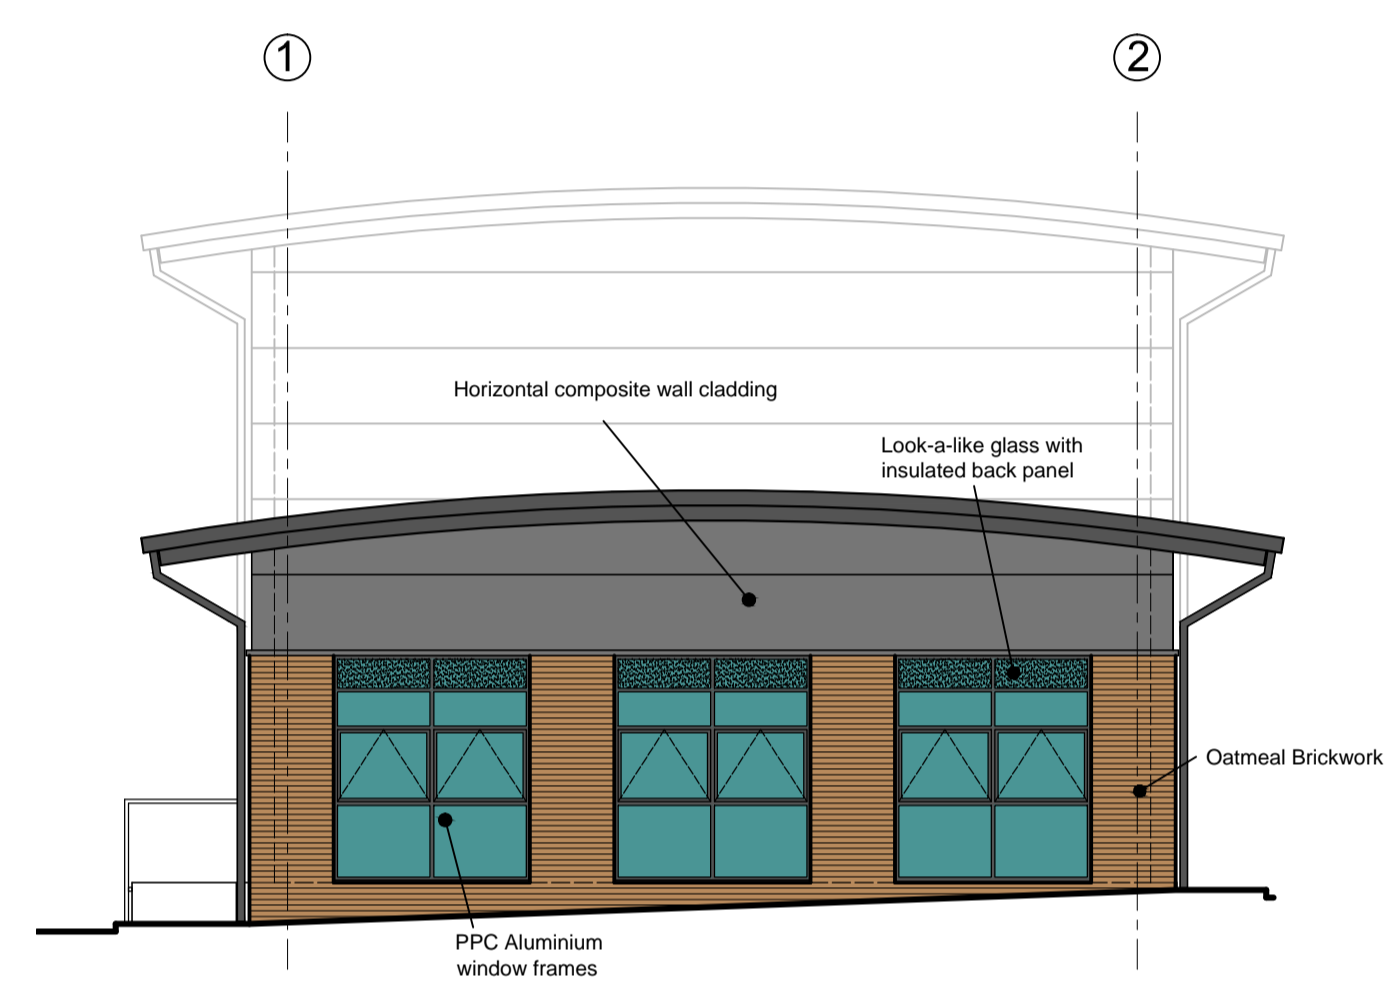 1
2
Horizontal composite wall cladding
Look-a-like glass with
insulated back panel
Oatmeal Brickwork
PPC Aluminium
window frames